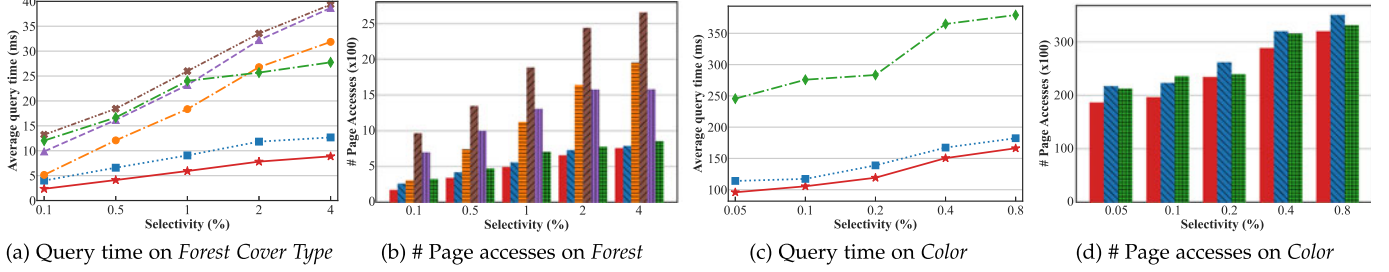 Average query time (ms)
40
35
30
25
20
15
10
5
0
0.1 0.5 1 2 4
Selectivity (%)
(a) Query time on Forest Cover Type
# Page Accesses (x100)
25
20
15
10
5
0
0.1 0.5 1 2 4
Selectivity (%)
(b) # Page accesses on Forest
Average query time (ms)
350
300
250
200
150
100
0.05 0.1 0.2 0.4 0.8
Selectivity (%)
(c) Query time on Color
# Page Accesses (x100)
300
200
100
0
0.05 0.1 0.2 0.4 0.8
Selectivity (%)
(d) # Page accesses on Color